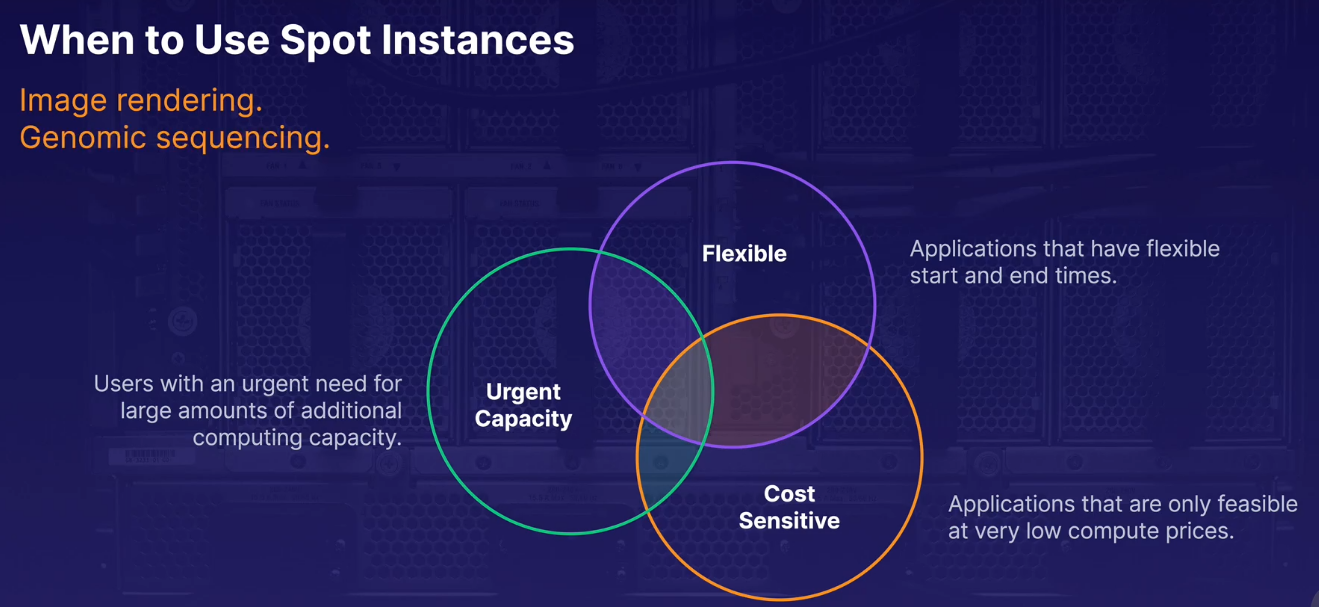 When to Use Spot Instances
Image rendering.
Genomic sequencing.
Flexible
Applications that have flexible
start and end times.
Users with an urgent need for
large amounts of additional
computing capacity.
Urgent
Capacity
Cost
Sensitive
Applications that are only feasible
at very low compute prices.